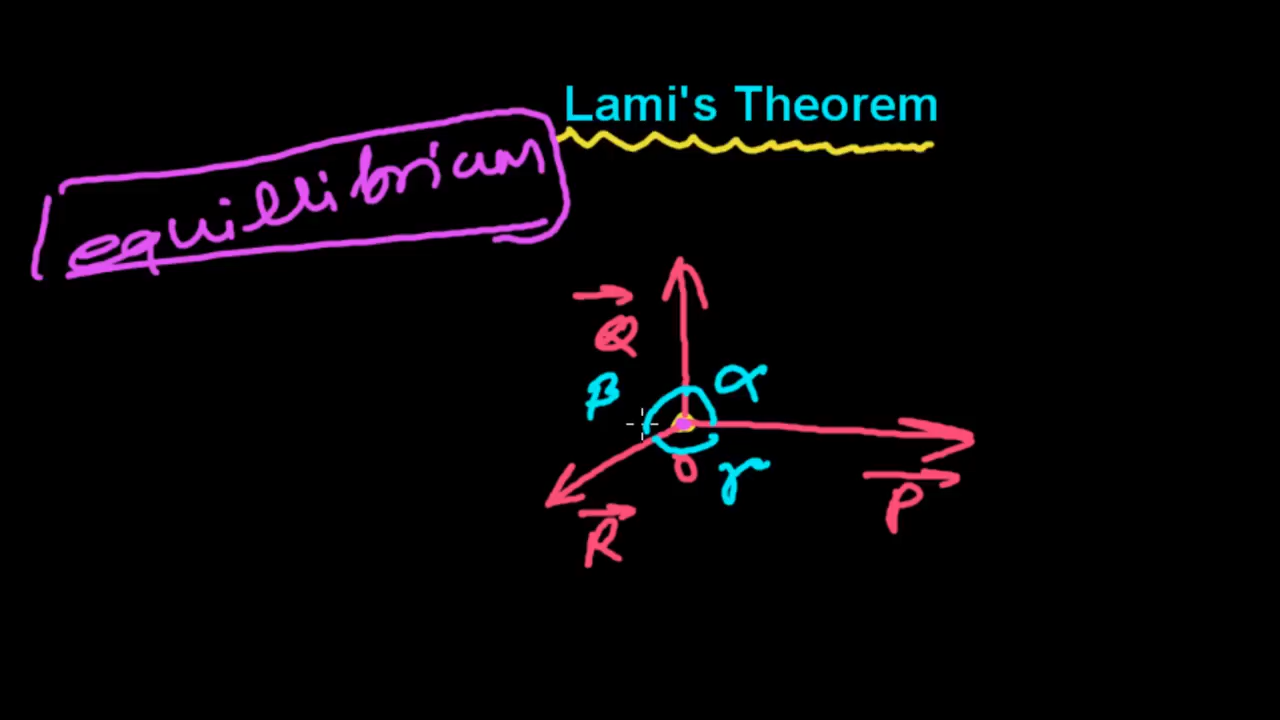 Lami's Theorem
equillibrium
Q
β
α
O
γ
R
P